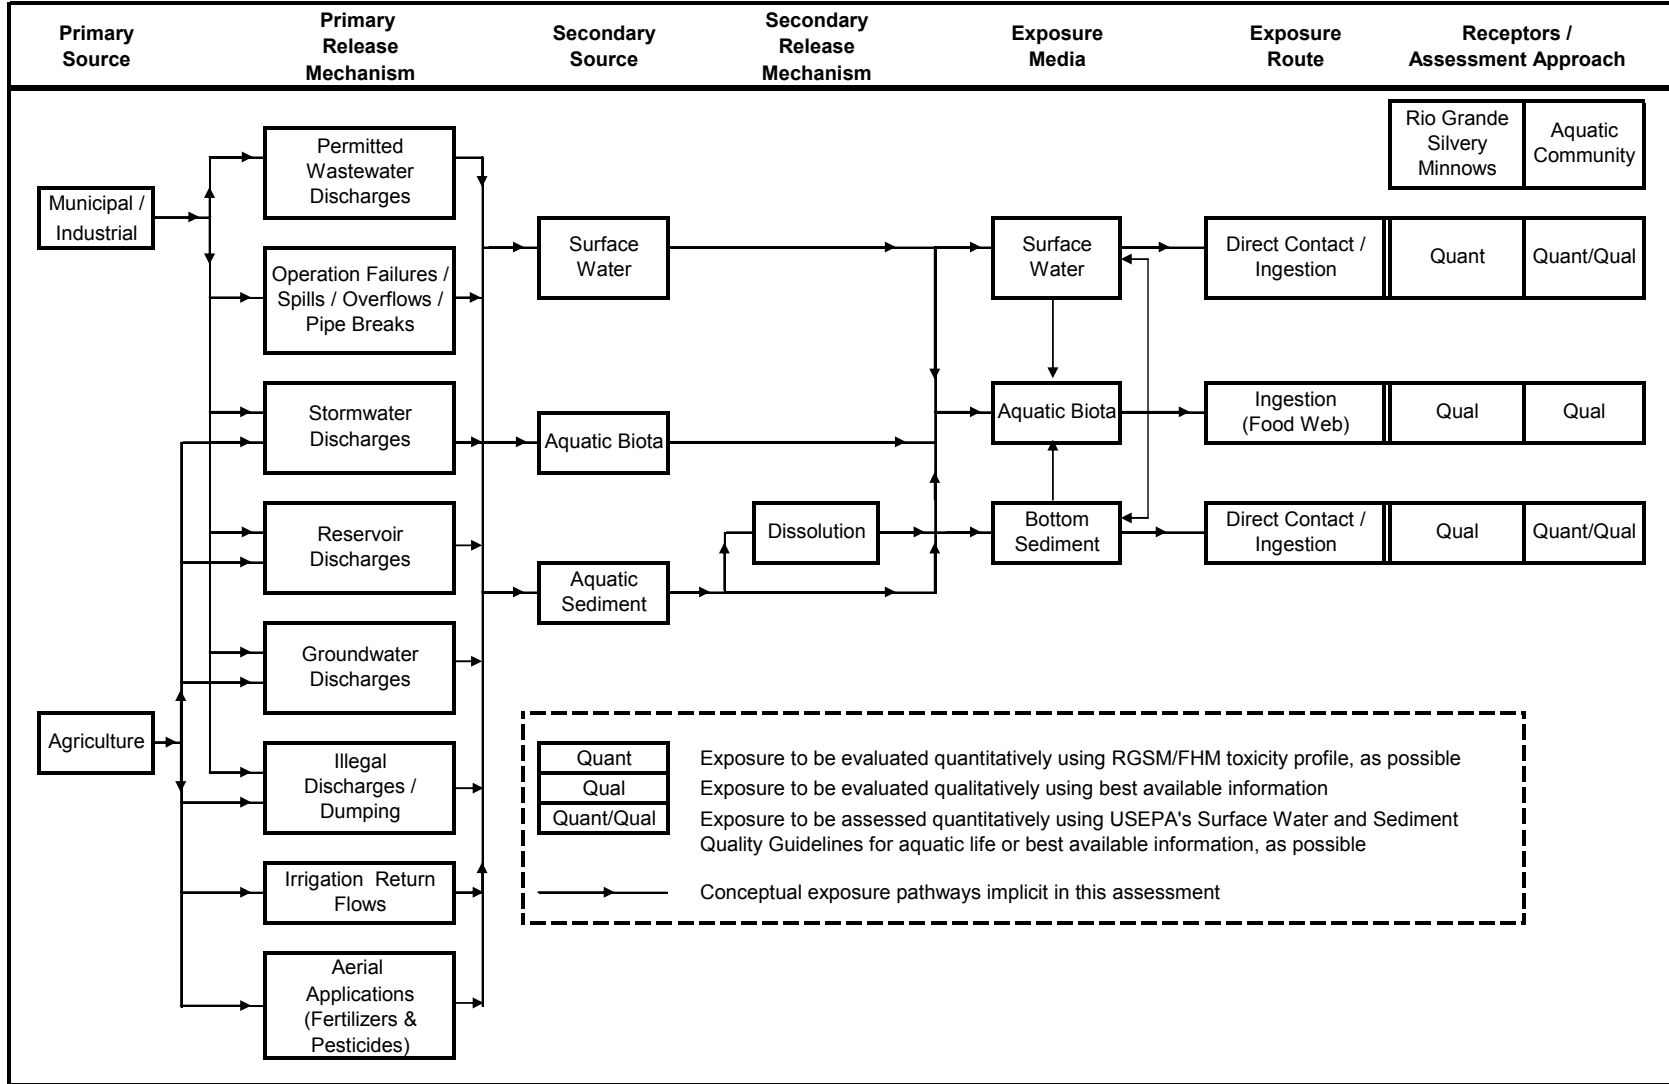 Primary
Source
Primary
Release
Mechanism
Secondary
Source
Secondary
Release
Mechanism
Exposure
Media
Exposure
Route
Receptors /
Assessment Approach
Rio Grande
Silvery
Minnows
Aquatic
Community
Municipal /
Industrial
Agriculture
Permitted
Wastewater
Discharges
Operation Failures /
Spills / Overflows /
Pipe Breaks
Stormwater
Discharges
Reservoir
Discharges
Groundwater
Discharges
Illegal
Discharges /
Dumping
Irrigation Return
Flows
Aerial
Applications
(Fertilizers &
Pesticides)
Surface
Water
Aquatic Biota
Aquatic
Sediment
Dissolution
Surface
Water
Aquatic Biota
Bottom
Sediment
Direct Contact /
Ingestion
Quant
Quant/Qual
Ingestion
(Food Web)
Qual
Qual
Direct Contact /
Ingestion
Qual
Quant/Qual
Quant
Exposure to be evaluated quantitatively using RGSM/FHM toxicity profile, as possible
Qual
Exposure to be evaluated qualitatively using best available information
Quant/Qual
Exposure to be assessed quantitatively using USEPA's Surface Water and Sediment
Quality Guidelines for aquatic life or best available information, as possible
Conceptual exposure pathways implicit in this assessment